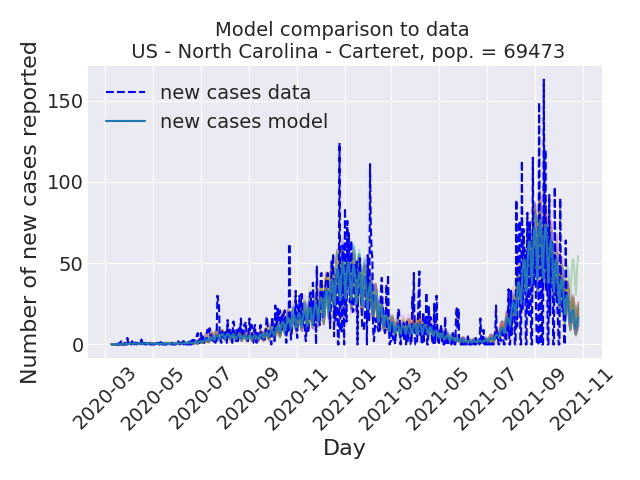 Model comparison to data
US - North Carolina - Carteret, pop. = 69473
Number of new cases reported
150
100
50
0
new cases data
new cases model
2020-03
2020-05
2020-07
2020-09
2020-11
2021-01
2021-03
2021-05
2021-07
2021-09
2021-11
Day